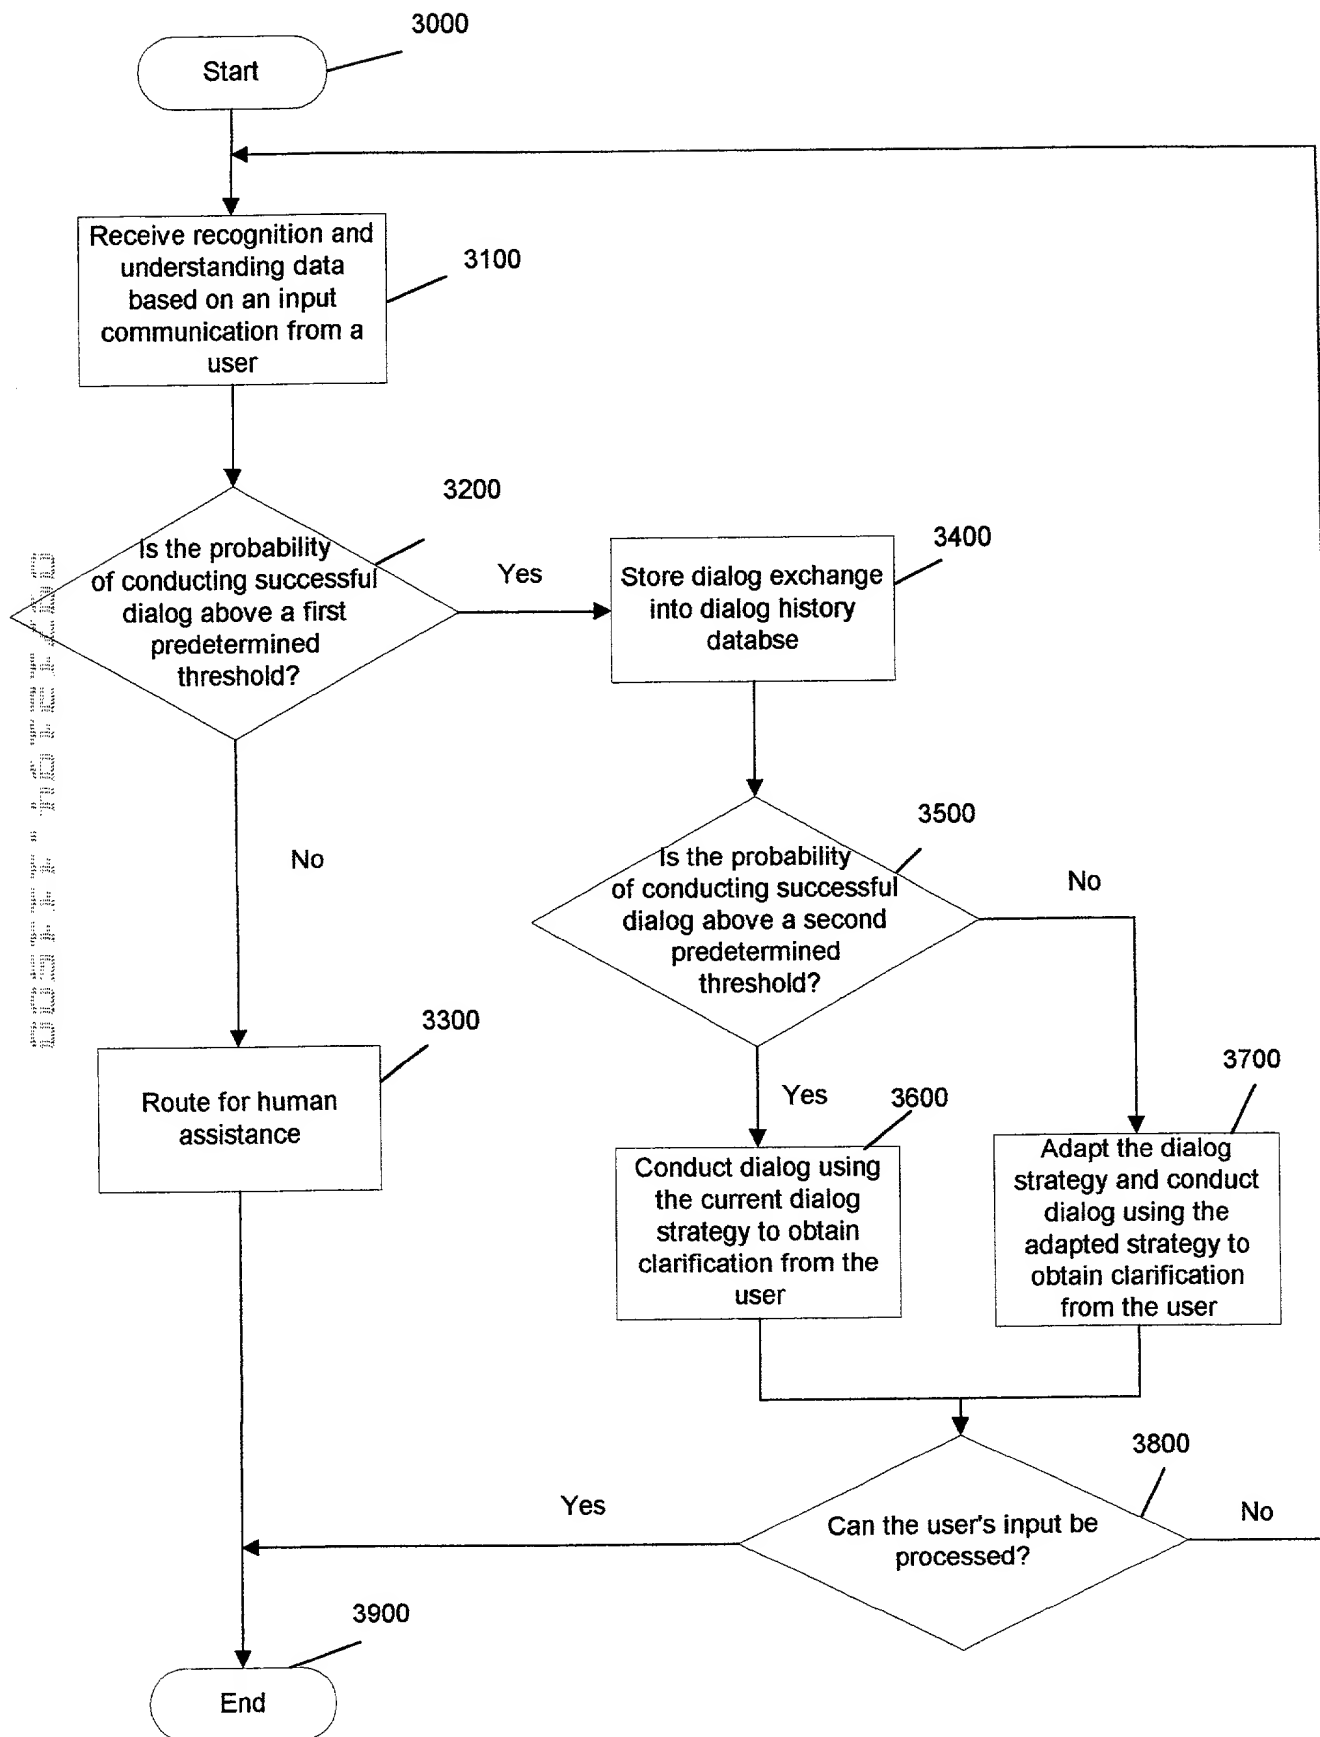 3000
Start
Receive recognition and
understanding data
based on an input
communication from a
user
3100
3200
Is the probability
of conducting successful
dialog above a first
predetermined
threshold?
Yes
3400
Store dialog exchange
into dialog history
databse
No
3500
Is the probability
of conducting successful
dialog above a second
predetermined
threshold?
No
3300
Route for human
assistance
Yes
3600
Conduct dialog using
the current dialog
strategy to obtain
clarification from the
user
3700
Adapt the dialog
strategy and conduct
dialog using the
adapted strategy to
obtain clarification
from the user
3800
Can the user's input be
processed?
Yes
No
3900
End